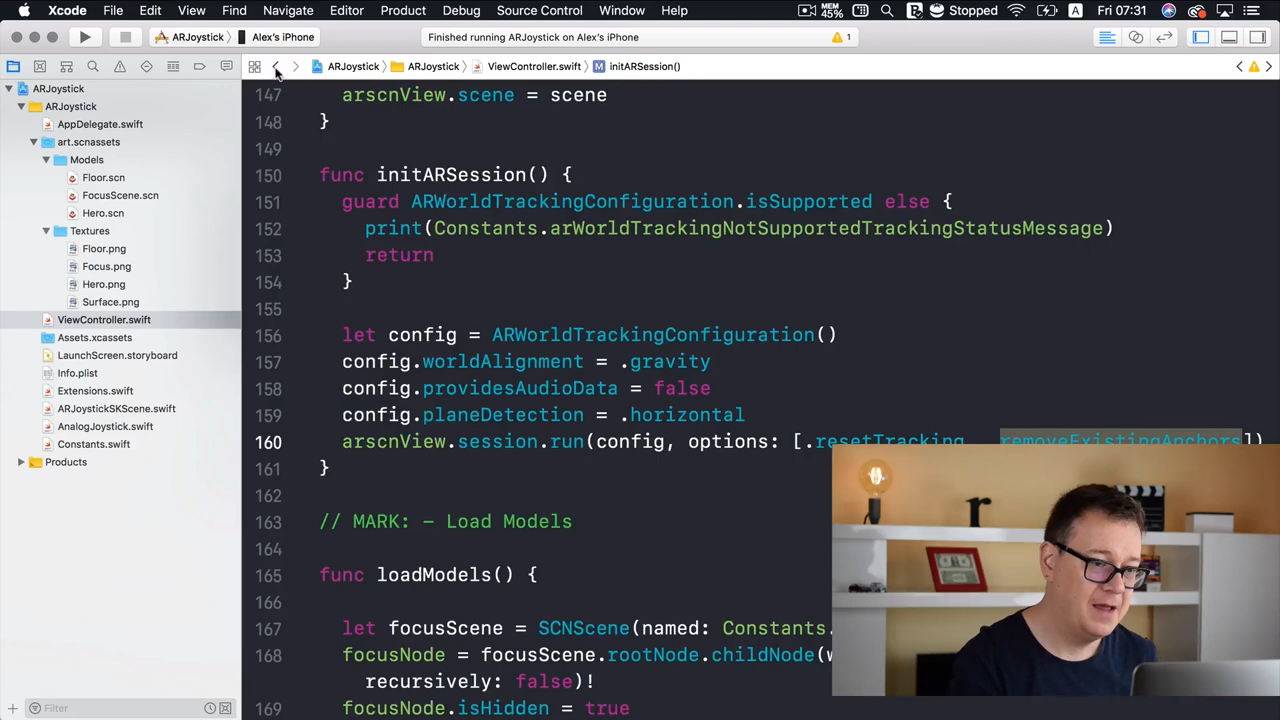 Xcode File Edit View Find Navigate Editor Product Debug Source Control Window Help MEM 45% Stopped A Fri 07:31
ARJoystick Alex's iPhone Finished running ARJoystick on Alex's iPhone 1
ARJoystick ARJoystick ViewController.swift M initARSession()
ARJoystick
ARJoystick
AppDelegate.swift
art.scnassets
Models
Floor.scn
FocusScene.scn
Hero.scn
Textures
Floor.png
Focus.png
Hero.png
Surface.png
ViewController.swift
Assets.xcassets
LaunchScreen.storyboard
Info.plist
Extensions.swift
ARJoystickSKScene.swift
AnalogJoystick.swift
Constants.swift
Products
Filter
147 arscnView.scene = scene
148 }
149
150 func initARSession() {
151 guard ARWorldTrackingConfiguration.isSupported else {
152 print(Constants.arWorldTrackingNotSupportedTrackingStatusMessage)
153 return
154 }
155
156 let config = ARWorldTrackingConfiguration()
157 config.worldAlignment = .gravity
158 config.providesAudioData = false
159 config.planeDetection = .horizontal
160 arscnView.session.run(config, options: [.resetTracking removeExistingAnchors])
161 }
162
163 // MARK: - Load Models
164
165 func loadModels() {
166
167 let focusScene = SCNScene(named: Constants.
168 focusNode = focusScene.rootNode.childNode(
recursively: false)!
169 focusNode.isHidden = true